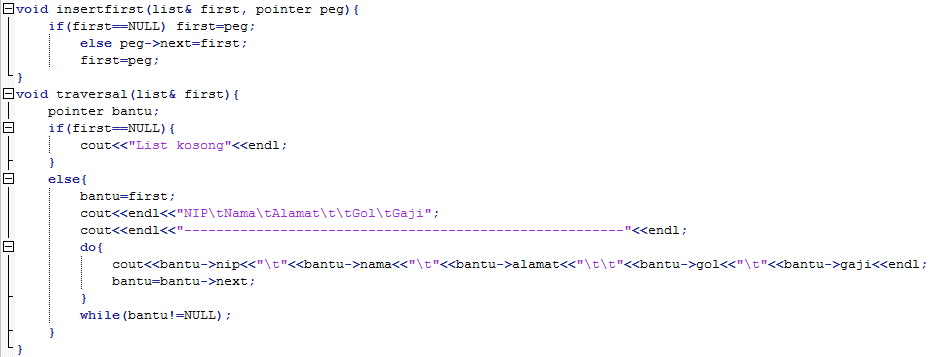 void insertfirst(list& first, pointer peg){
    if(first==NULL) first=peg;
        else peg->next=first;
        first=peg;
}
void traversal(list& first){
    pointer bantu;
    if(first==NULL){
        cout<<"List kosong"<<endl;
    }
    else{
        bantu=first;
        cout<<endl<<"NIP\tNama\tAlamat\t\tGol\tGaji";
        cout<<endl<<"-------------------------------------------------------"<<endl;
        do{
            cout<<bantu->nip<<"\t"<<bantu->nama<<"\t"<<bantu->alamat<<"\t\t"<<bantu->gol<<"\t"<<bantu->gaji<<endl;
            bantu=bantu->next;
        }
        while(bantu!=NULL);
    }
}